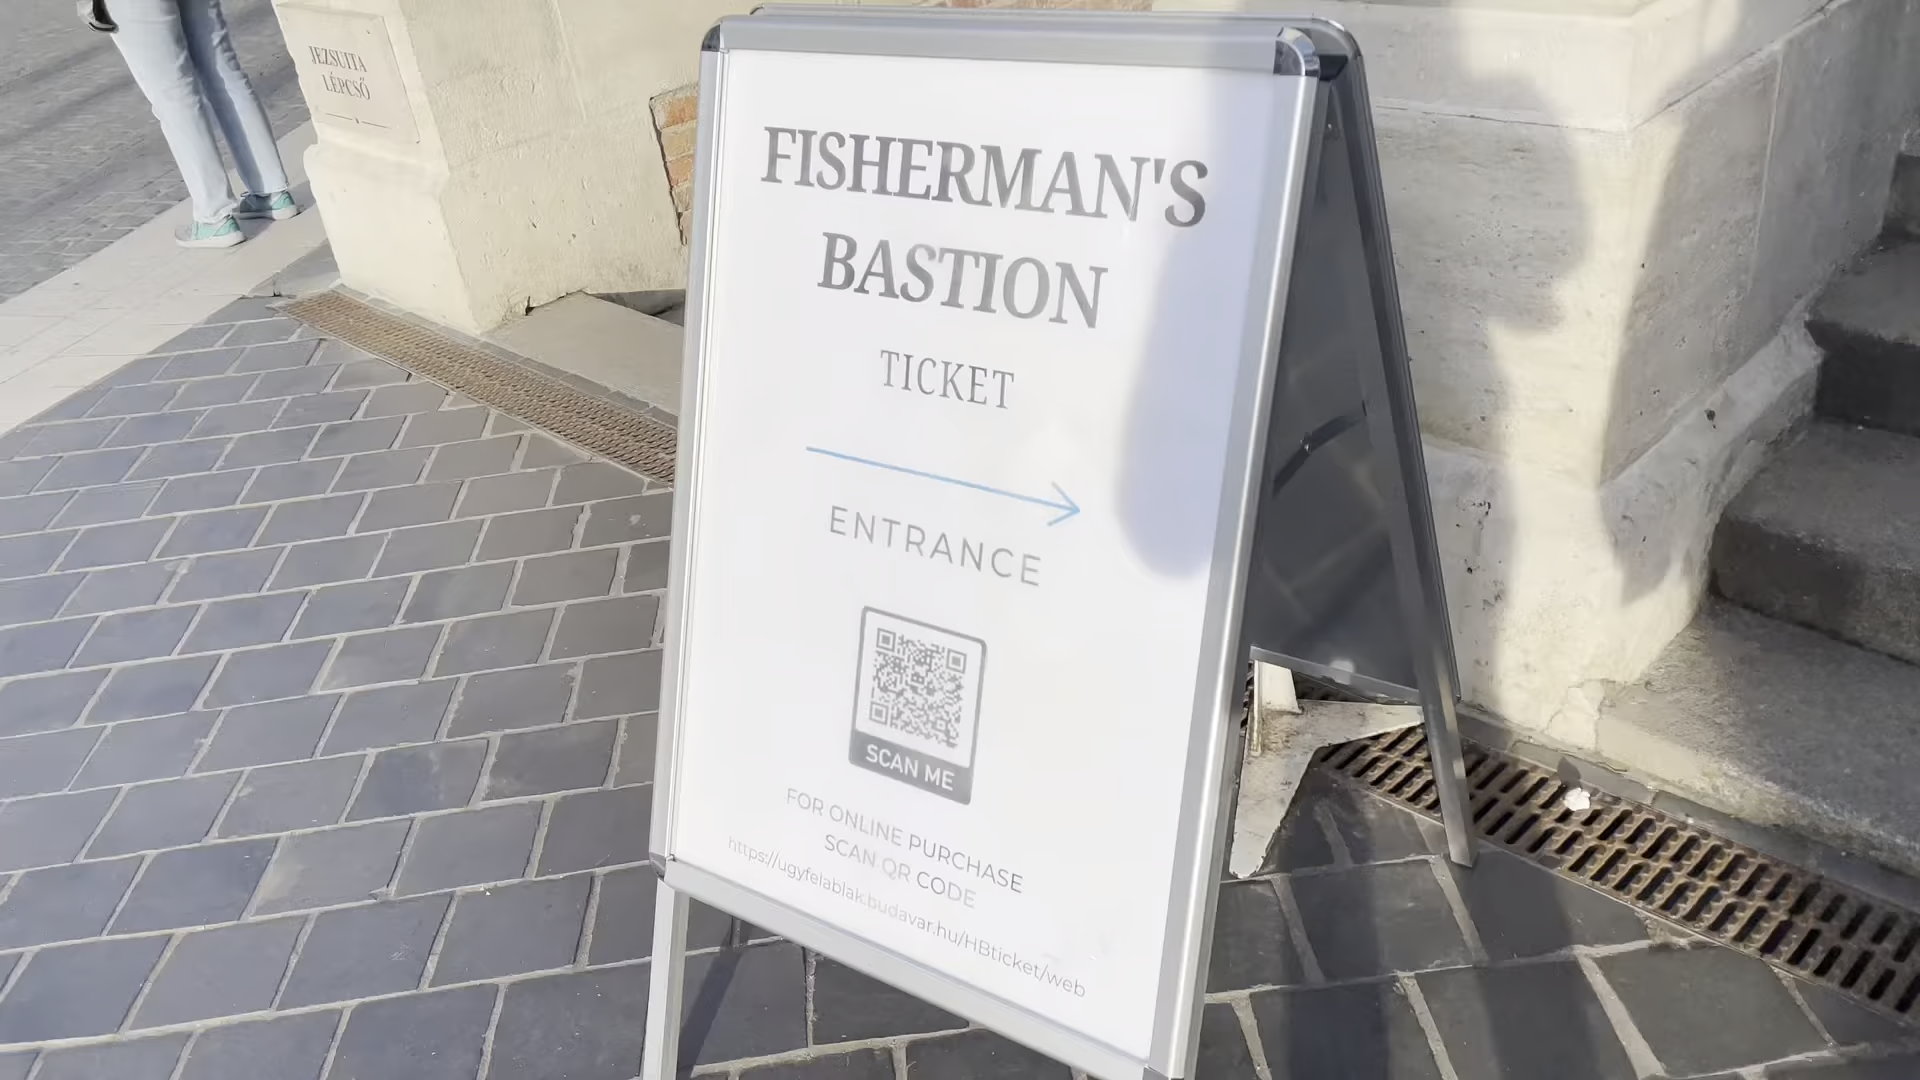 JEZSUITA
LÉPCSŐ
FISHERMAN'S
BASTION
TICKET
ENTRANCE
SCAN ME
FOR ONLINE PURCHASE
SCAN QR CODE
https://ugyfelablak.budavar.hu/HBticket/web